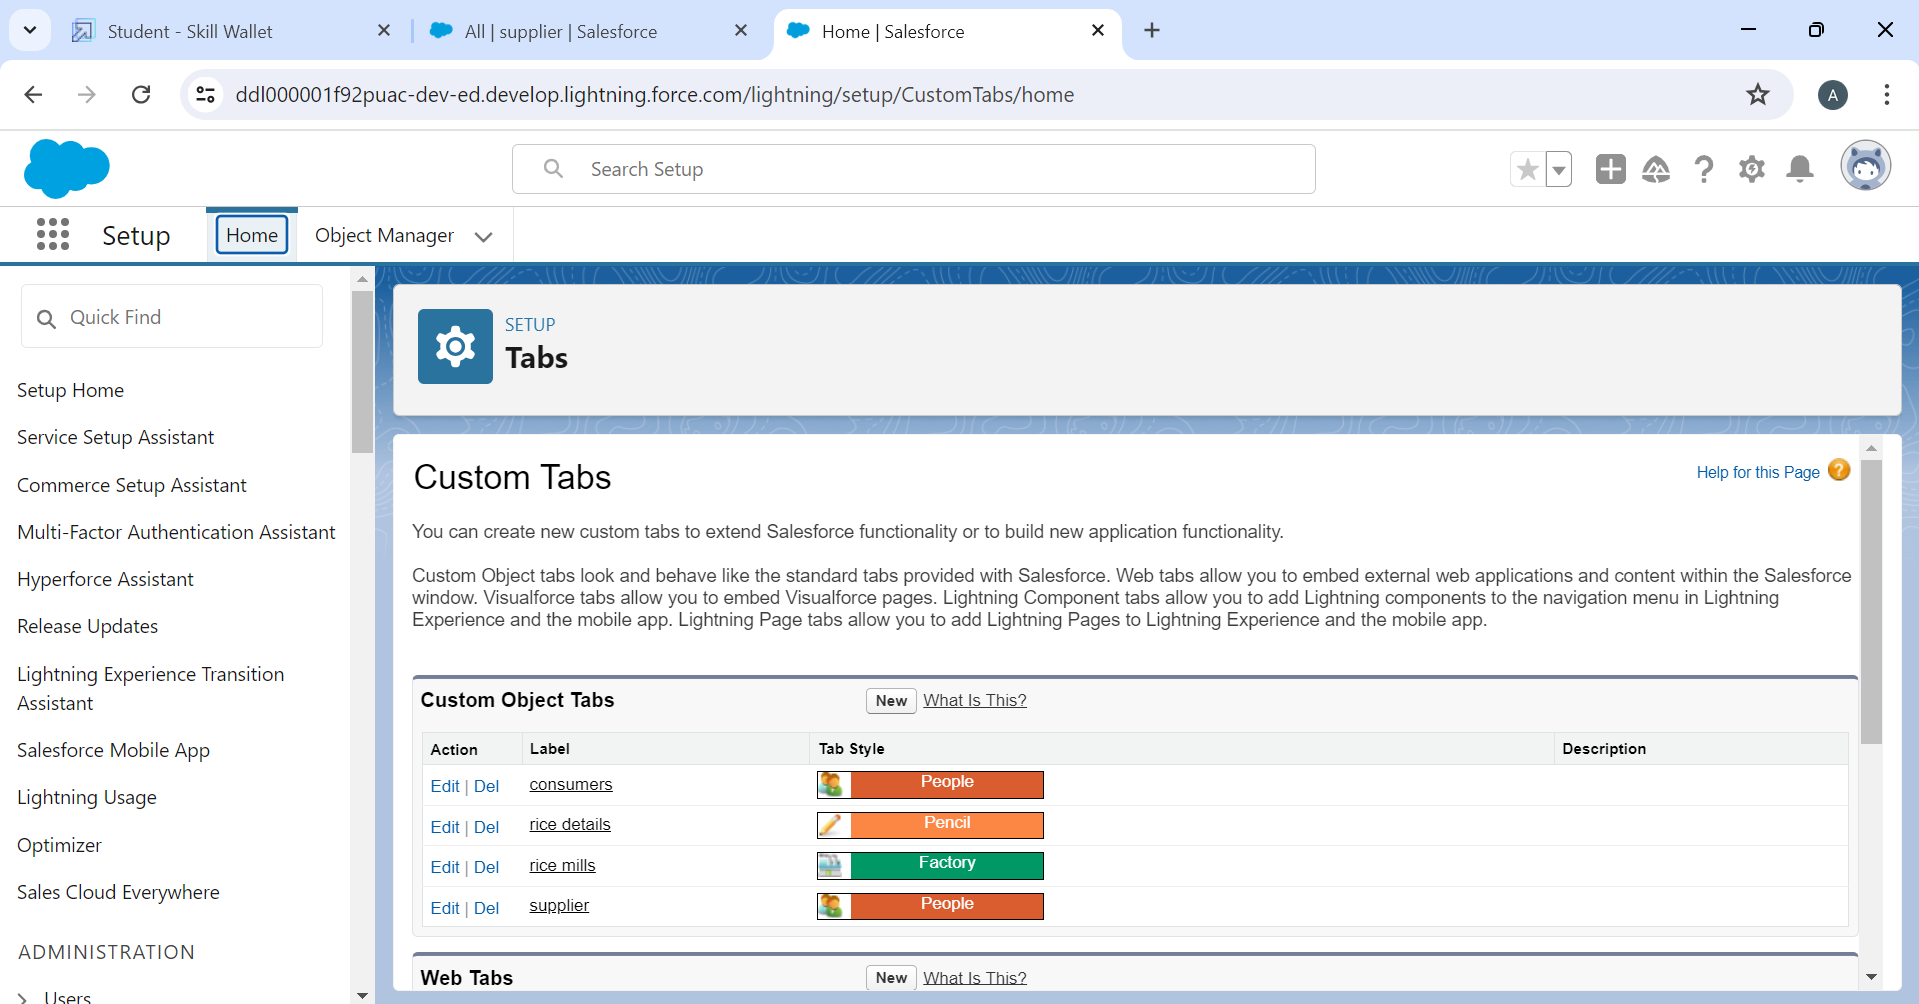 Student - Skill Wallet
All | supplier | Salesforce
Home | Salesforce
ddl000001f92puac-dev-ed.develop.lightning.force.com/lightning/setup/CustomTabs/home
A
Search Setup
Setup
Home
Object Manager
Quick Find
Setup Home
Service Setup Assistant
Commerce Setup Assistant
Multi-Factor Authentication Assistant
Hyperforce Assistant
Release Updates
Lightning Experience Transition
Assistant
Salesforce Mobile App
Lightning Usage
Optimizer
Sales Cloud Everywhere
ADMINISTRATION
Users
SETUP
Tabs
Custom Tabs
Help for this Page ?
You can create new custom tabs to extend Salesforce functionality or to build new application functionality.
Custom Object tabs look and behave like the standard tabs provided with Salesforce. Web tabs allow you to embed external web applications and content within the Salesforce
window. Visualforce tabs allow you to embed Visualforce pages. Lightning Component tabs allow you to add Lightning components to the navigation menu in Lightning
Experience and the mobile app. Lightning Page tabs allow you to add Lightning Pages to Lightning Experience and the mobile app.
Custom Object Tabs New What Is This?
Action Label Tab Style Description
Edit | Del consumers People
Edit | Del rice details Pencil
Edit | Del rice mills Factory
Edit | Del supplier People
Web Tabs New What Is This?